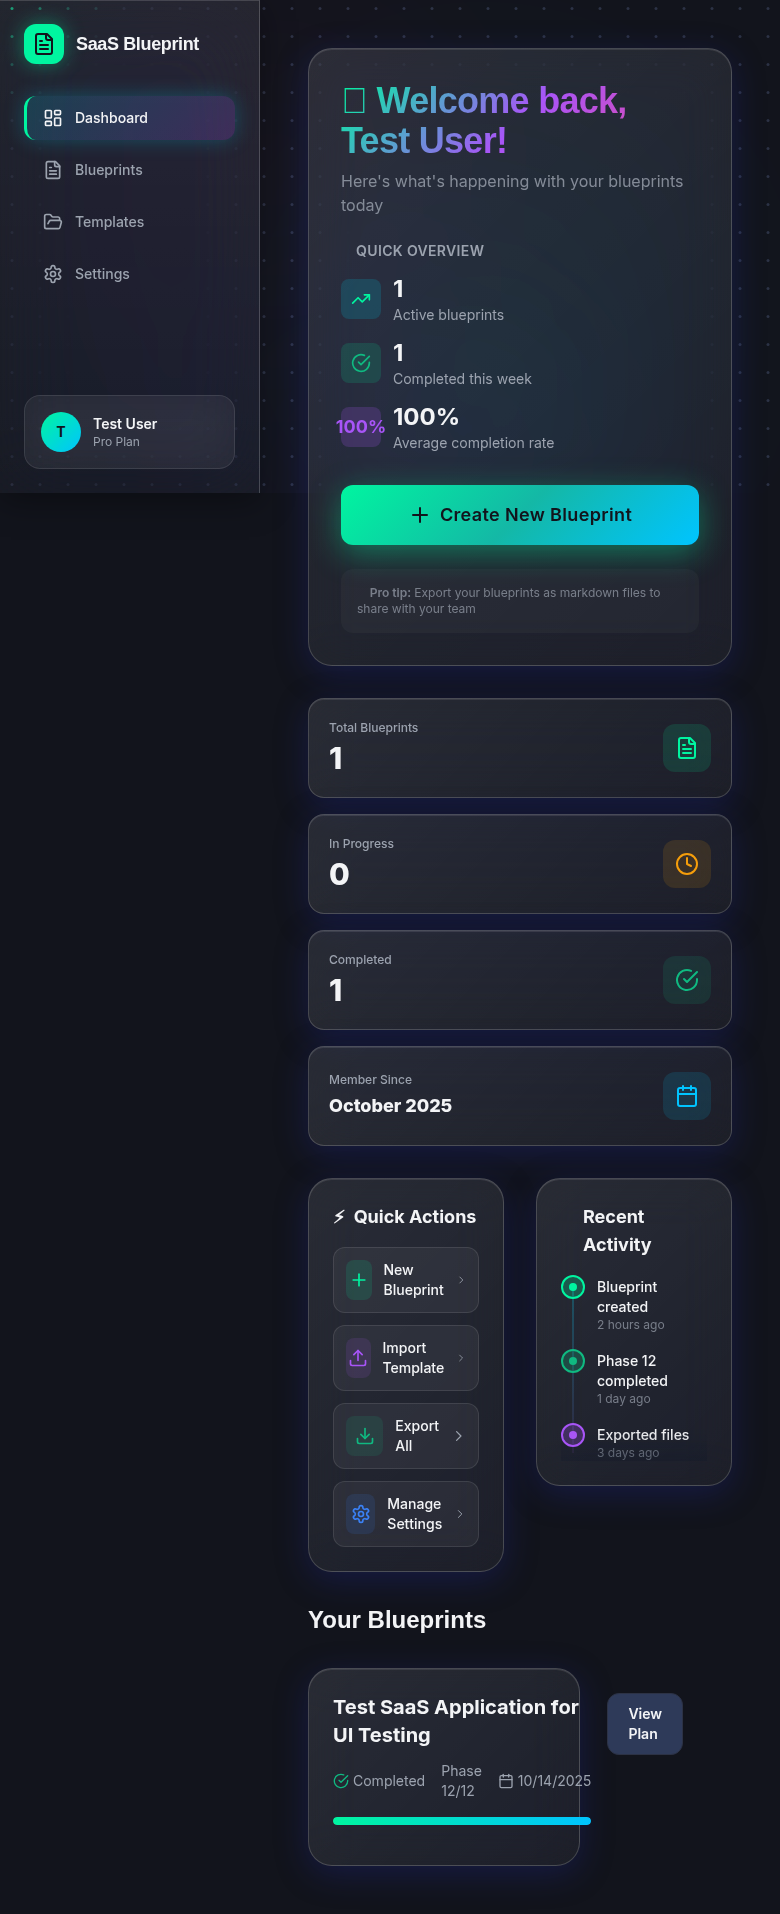 SaaS Blueprint
Dashboard
Blueprints
Templates
Settings
T
Test User
Pro Plan
Welcome back,
Test User!
Here's what's happening with your blueprints
today
QUICK OVERVIEW
1
Active blueprints
1
Completed this week
100%
100%
Average completion rate
Create New Blueprint
Pro tip: Export your blueprints as markdown files to
share with your team
Total Blueprints
1
In Progress
0
Completed
1
Member Since
October 2025
⚡ Quick Actions
New
Blueprint
Import
Template
Export
All
Manage
Settings
Recent
Activity
Blueprint
created
2 hours ago
Phase 12
completed
1 day ago
Exported files
3 days ago
Your Blueprints
Test SaaS Application for
UI Testing
Completed
Phase
12/12
10/14/2025
View
Plan